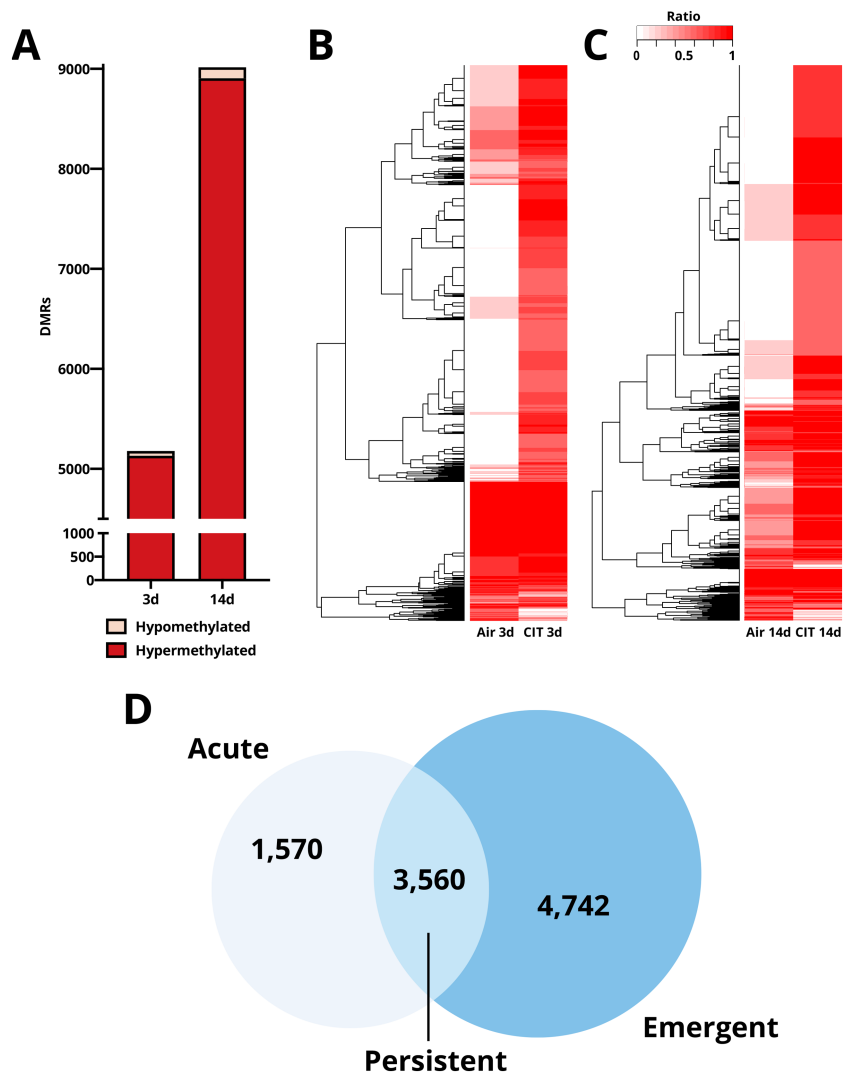 A
9000
8000
7000
6000
5000
1000
500
0
DMRs
3d
14d
Hypomethylated
Hypermethylated
B
Air 3d
CIT 3d
Ratio
0
0.5
1
C
Air 14d
CIT 14d
D
Acute
1,570
3,560
4,742
Emergent
Persistent